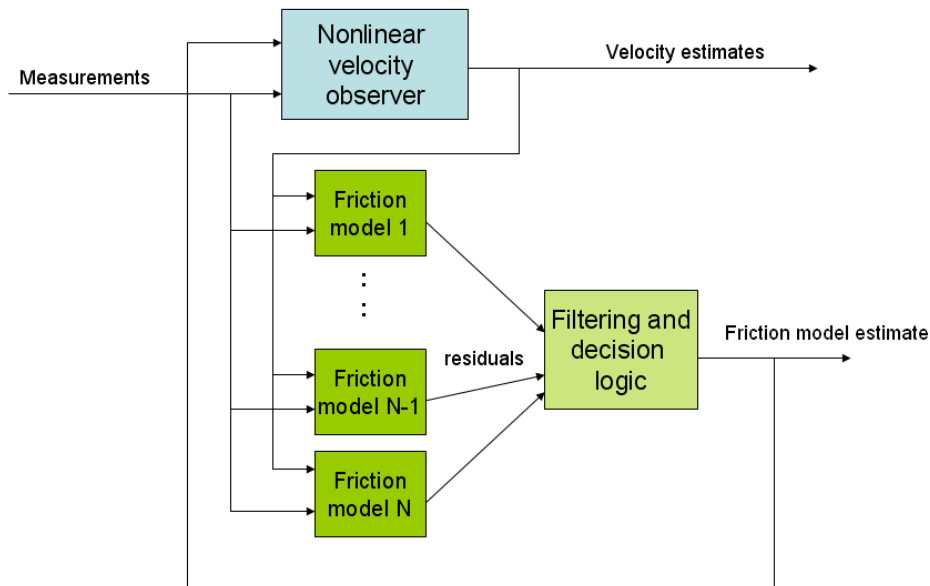 Nonlinear
velocity
observer
Velocity estimates
Measurements
Friction
model 1
:
:
Filtering and
decision
logic
Friction model estimate
residuals
Friction
model N-1
Friction
model N